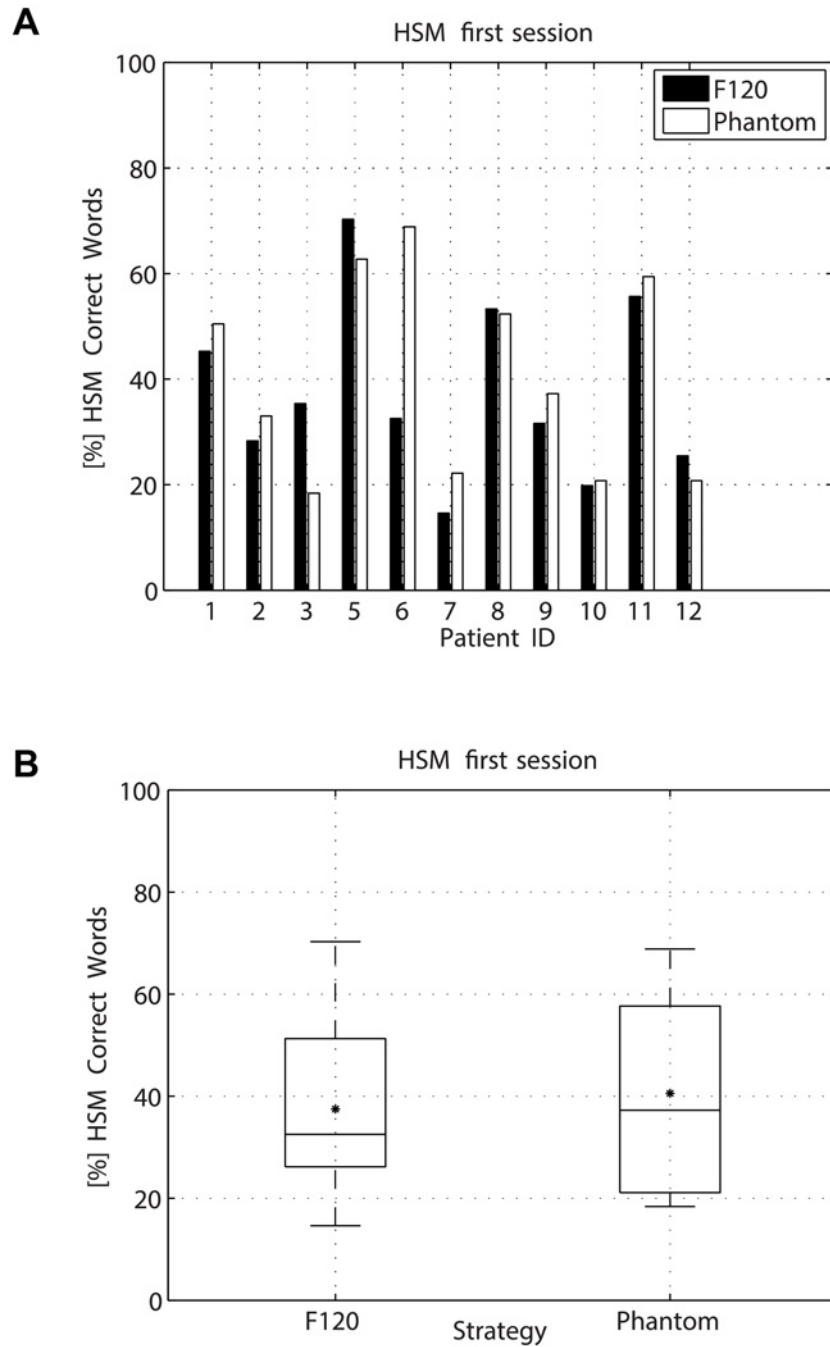 A
HSM first session
100
80
60
40
20
0
[%] HSM Correct Words
F120
Phantom
1 2 3 5 6 7 8 9 10 11 12
Patient ID
B
HSM first session
100
80
60
40
20
0
[%] HSM Correct Words
F120 Phantom
Strategy